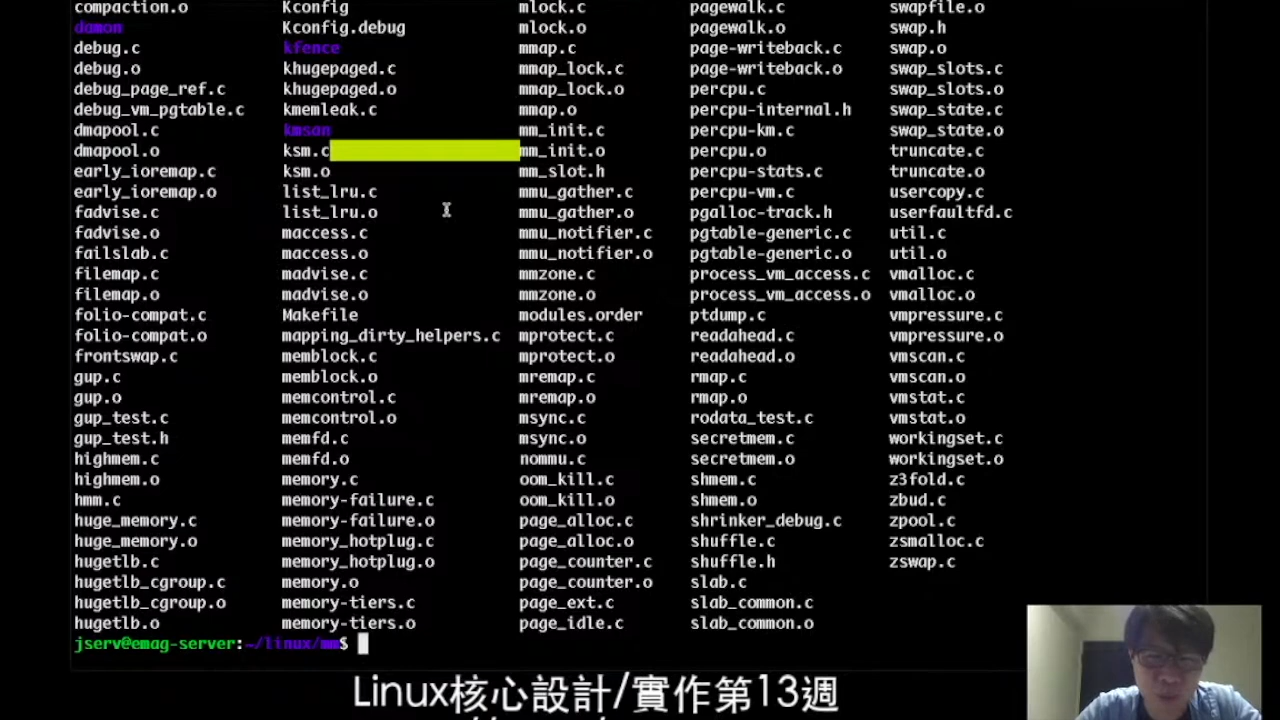 compaction.o Kconfig mlock.c pagewalk.c swapfile.o
damon Kconfig.debug mlock.o pagewalk.o swap.h
debug.c kfence mmap.c page-writeback.c swap.o
debug.o khugepaged.c mmap_lock.c page-writeback.o swap_slots.c
debug_page_ref.c khugepaged.o mmap_lock.o percpu.c swap_slots.o
debug_vm_pgtable.c kmemleak.c mmap.o percpu-internal.h swap_state.c
dmapool.c kmsan mm_init.c percpu-km.c swap_state.o
dmapool.o ksm.c mm_init.o percpu.o truncate.c
early_ioremap.c ksm.o mm_slot.h percpu-stats.c truncate.o
early_ioremap.o list_lru.c mmu_gather.c percpu-vm.c usercopy.c
fadvise.c list_lru.o mmu_gather.o pgalloc-track.h userfaultfd.c
fadvise.o maccess.c mmu_notifier.c pgtable-generic.c util.c
failslab.c maccess.o mmu_notifier.o pgtable-generic.o util.o
filemap.c madvise.c mmzone.c process_vm_access.c vmalloc.c
filemap.o madvise.o mmzone.o process_vm_access.o vmalloc.o
folio-compat.c Makefile modules.order ptdump.c vmpressure.c
folio-compat.o mapping_dirty_helpers.c mprotect.c readahead.c vmpressure.o
frontswap.c memblock.c mprotect.o readahead.o vmscan.c
gup.c memblock.o mremap.c rmap.c vmscan.o
gup.o memcontrol.c mremap.o rmap.o vmstat.c
gup_test.c memcontrol.o msync.c rodata_test.c vmstat.o
gup_test.h memfd.c msync.o secretmem.c workingset.c
highmem.c memfd.o nommu.c secretmem.o workingset.o
highmem.o memory.c oom_kill.c shmem.c z3fold.c
hmm.c memory-failure.c oom_kill.o shmem.o zbud.c
huge_memory.c memory-failure.o page_alloc.c shrinker_debug.c zpool.c
huge_memory.o memory_hotplug.c page_alloc.o shuffle.c zsmalloc.c
hugetlb.c memory_hotplug.o page_counter.c shuffle.h zswap.c
hugetlb_cgroup.c memory.o page_counter.o slab.c
hugetlb_cgroup.o memory-tiers.c page_ext.c slab_common.c
hugetlb.o memory-tiers.o page_idle.c slab_common.o
jserv@emag-server:~/linux/mm$
Linux核心設計/實作第13週